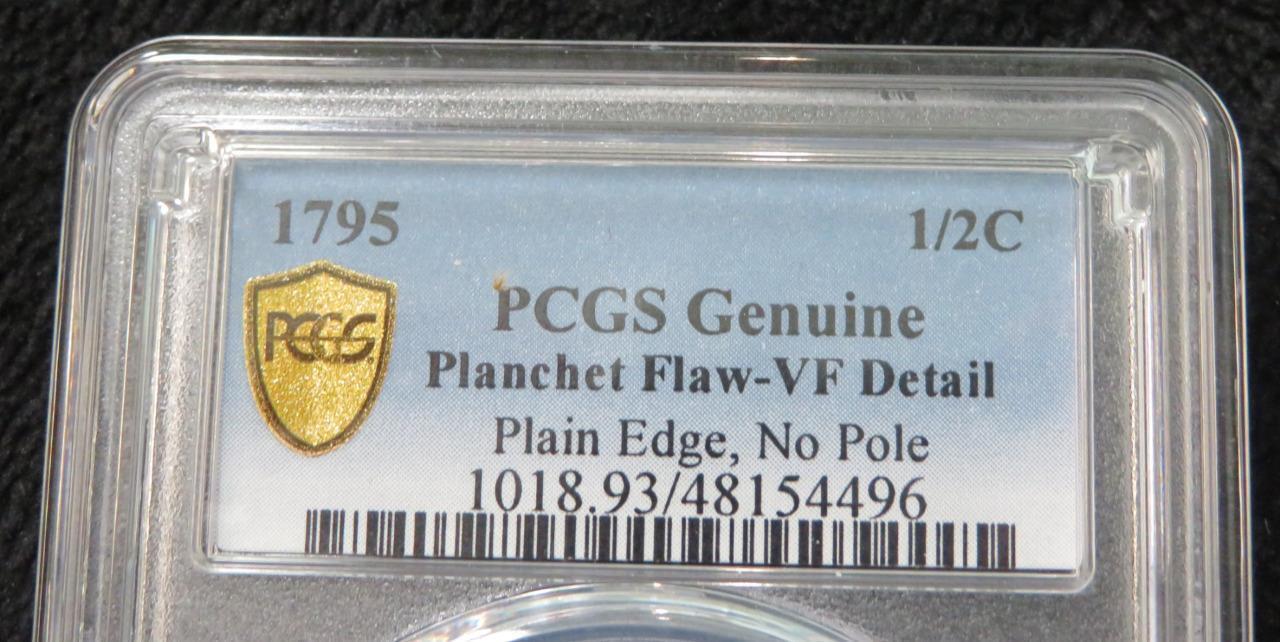 1795
1/2C
PCGS
PCGS Genuine
Planchet Flaw-VF Detail
Plain Edge, No Pole
1018.93/48154496